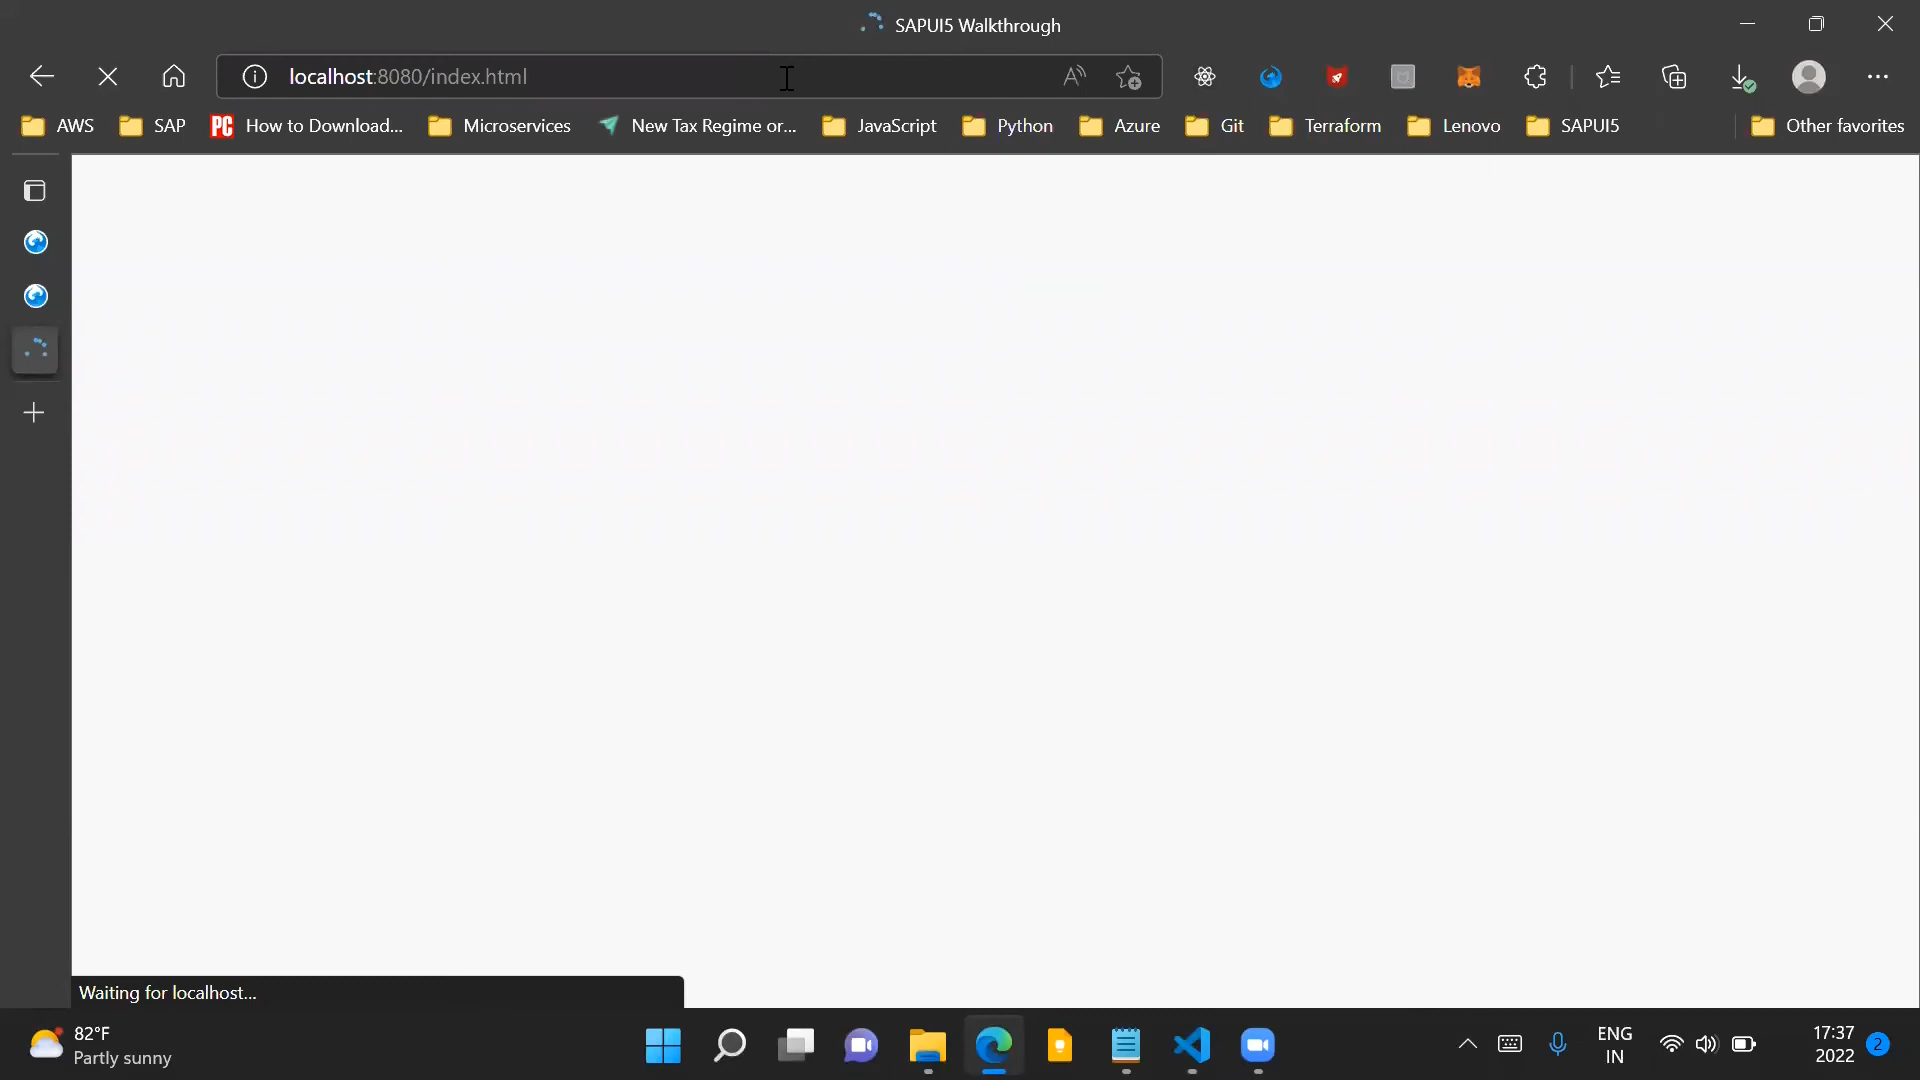 SAPUI5 Walkthrough
localhost:8080/index.html
AWS
SAP
PC How to Download...
Microservices
New Tax Regime or...
JavaScript
Python
Azure
Git
Terraform
Lenovo
SAPUI5
Other favorites
Waiting for localhost...
82°F
Partly sunny
ENG
IN
17:37
2022
2